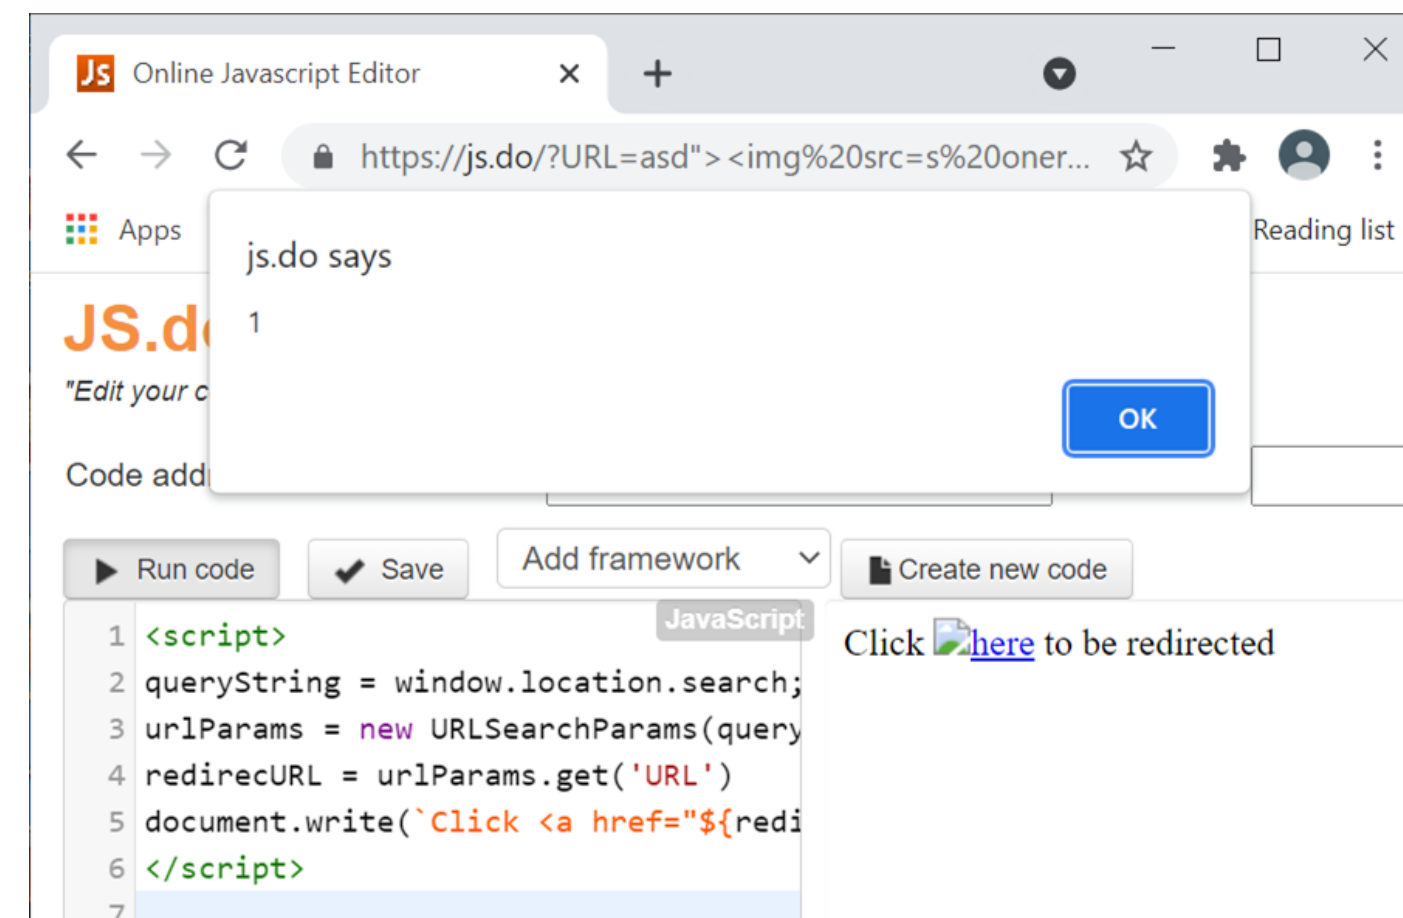 JS Online Javascript Editor
https://js.do/?URL=asd"><img%20src=s%20oner...
Apps
Reading list
js.do says
1
OK
JS.d
"Edit your c
Code add
Run code
Save
Add framework
Create new code
JavaScript
1 <script>
2 queryString = window.location.search;
3 urlParams = new URLSearchParams(query
4 redirecURL = urlParams.get('URL')
5 document.write(`Click <a href="${redi
6 </script>
7
Click here to be redirected